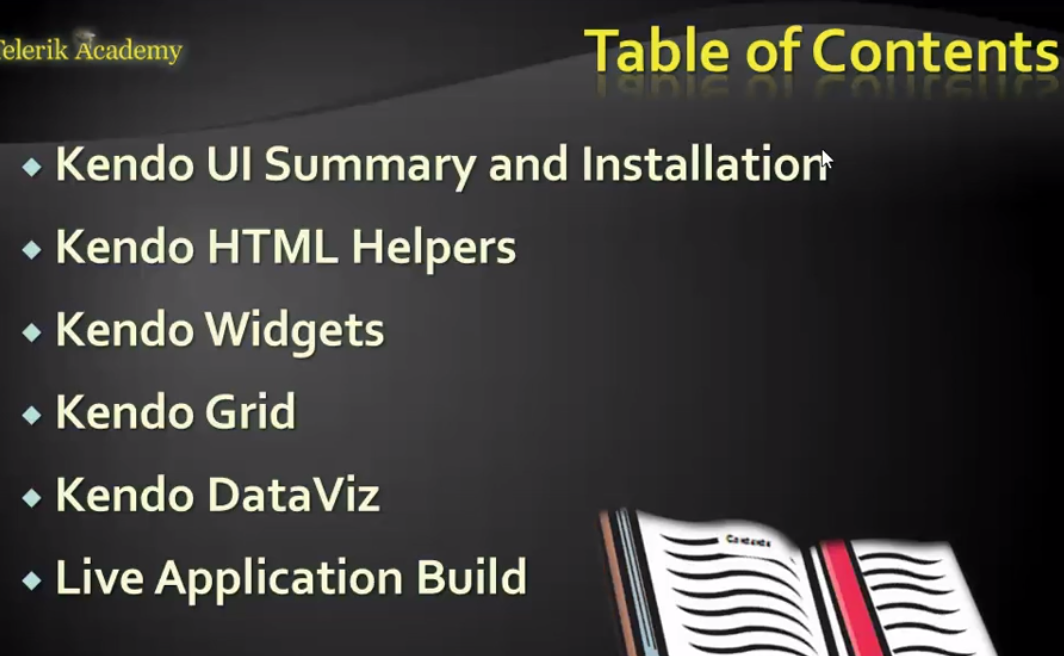 Telerik Academy
Table of Contents
Kendo UI Summary and Installation
Kendo HTML Helpers
Kendo Widgets
Kendo Grid
Kendo DataViz
Live Application Build
Contents